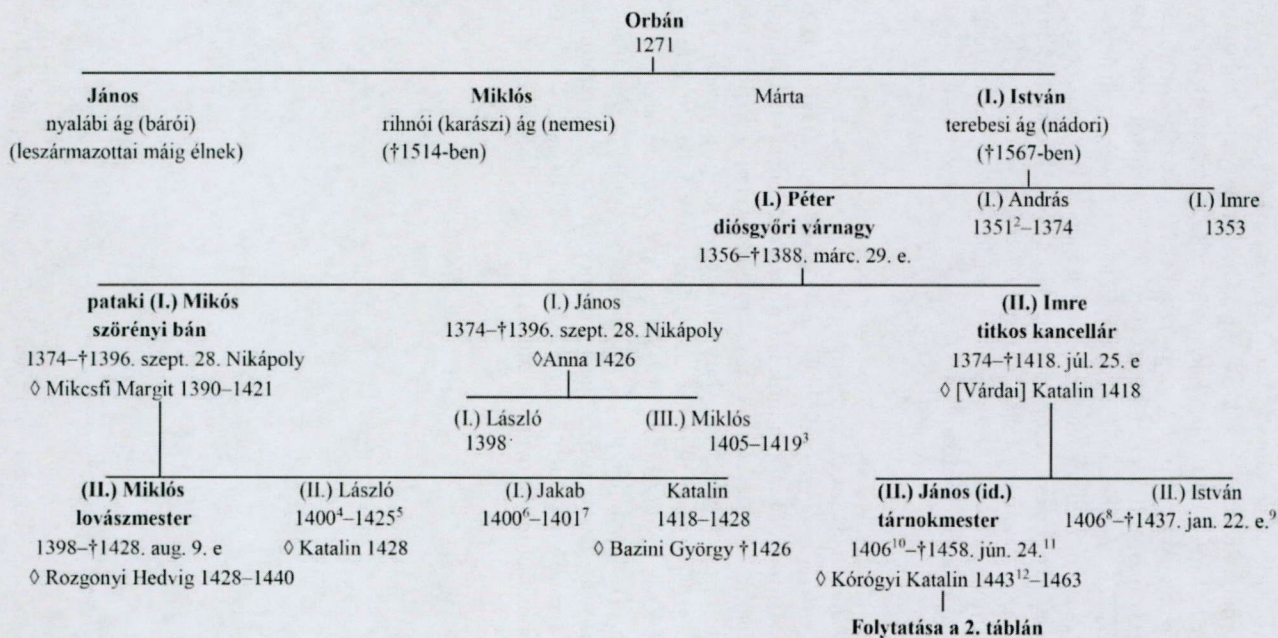 Orbán
1271
János Miklós Márta (I.) István
nyalábi ág (bárói) rihnói (karászi) ág (nemesi) terebesi ág (nádori)
(leszármazottai máig élnek) (†1514-ben) (†1567-ben)
(I.) Péter (I.) András (I.) Imre
diósgyőri várnagy 1351²–1374 1353
1356–†1388. márc. 29. e.
pataki (I.) Mikós (I.) János (II.) Imre
szörényi bán 1374–†1396. szept. 28. Nikápoly titkos kancellár
1374–†1396. szept. 28. Nikápoly ◊Anna 1426 1374–†1418. júl. 25. e
◊ Mikcsfi Margit 1390–1421 ◊ [Várdai] Katalin 1418
(I.) László (III.) Miklós
1398 1405–1419³
(II.) Miklós (II.) László (I.) Jakab Katalin (II.) János (id.) (II.) István
lovászmester 1400⁴–1425⁵ 1400⁶–1401⁷ 1418–1428 tárnokmester 1406⁸–†1437. jan. 22. e.⁹
1398–†1428. aug. 9. e ◊ Katalin 1428 ◊ Bazini György †1426 1406¹⁰–†1458. jún. 24.¹¹
◊ Rozgonyi Hedvig 1428–1440 ◊ Kórógyi Katalin 1443¹²–1463
Folytatása a 2. táblán